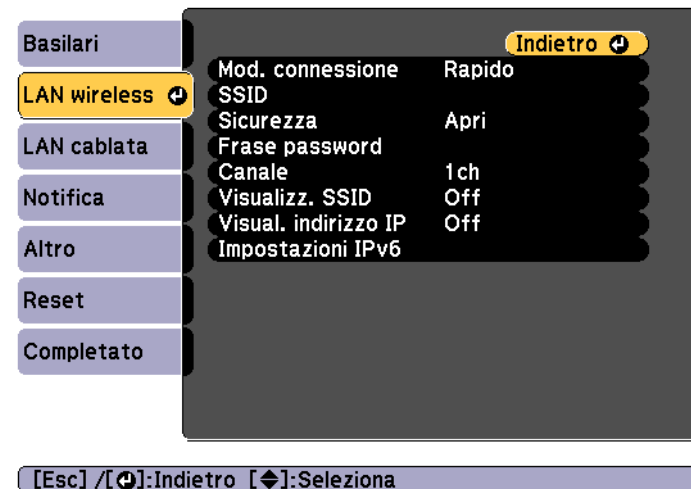 Basilari
LAN wireless
LAN cablata
Notifica
Altro
Reset
Completato
Indietro
Mod. connessione Rapido
SSID
Sicurezza Apri
Frase password
Canale 1ch
Visualizz. SSID Off
Visual. indirizzo IP Off
Impostazioni IPv6
[Esc] /[⏎]:Indietro [◆]:Seleziona